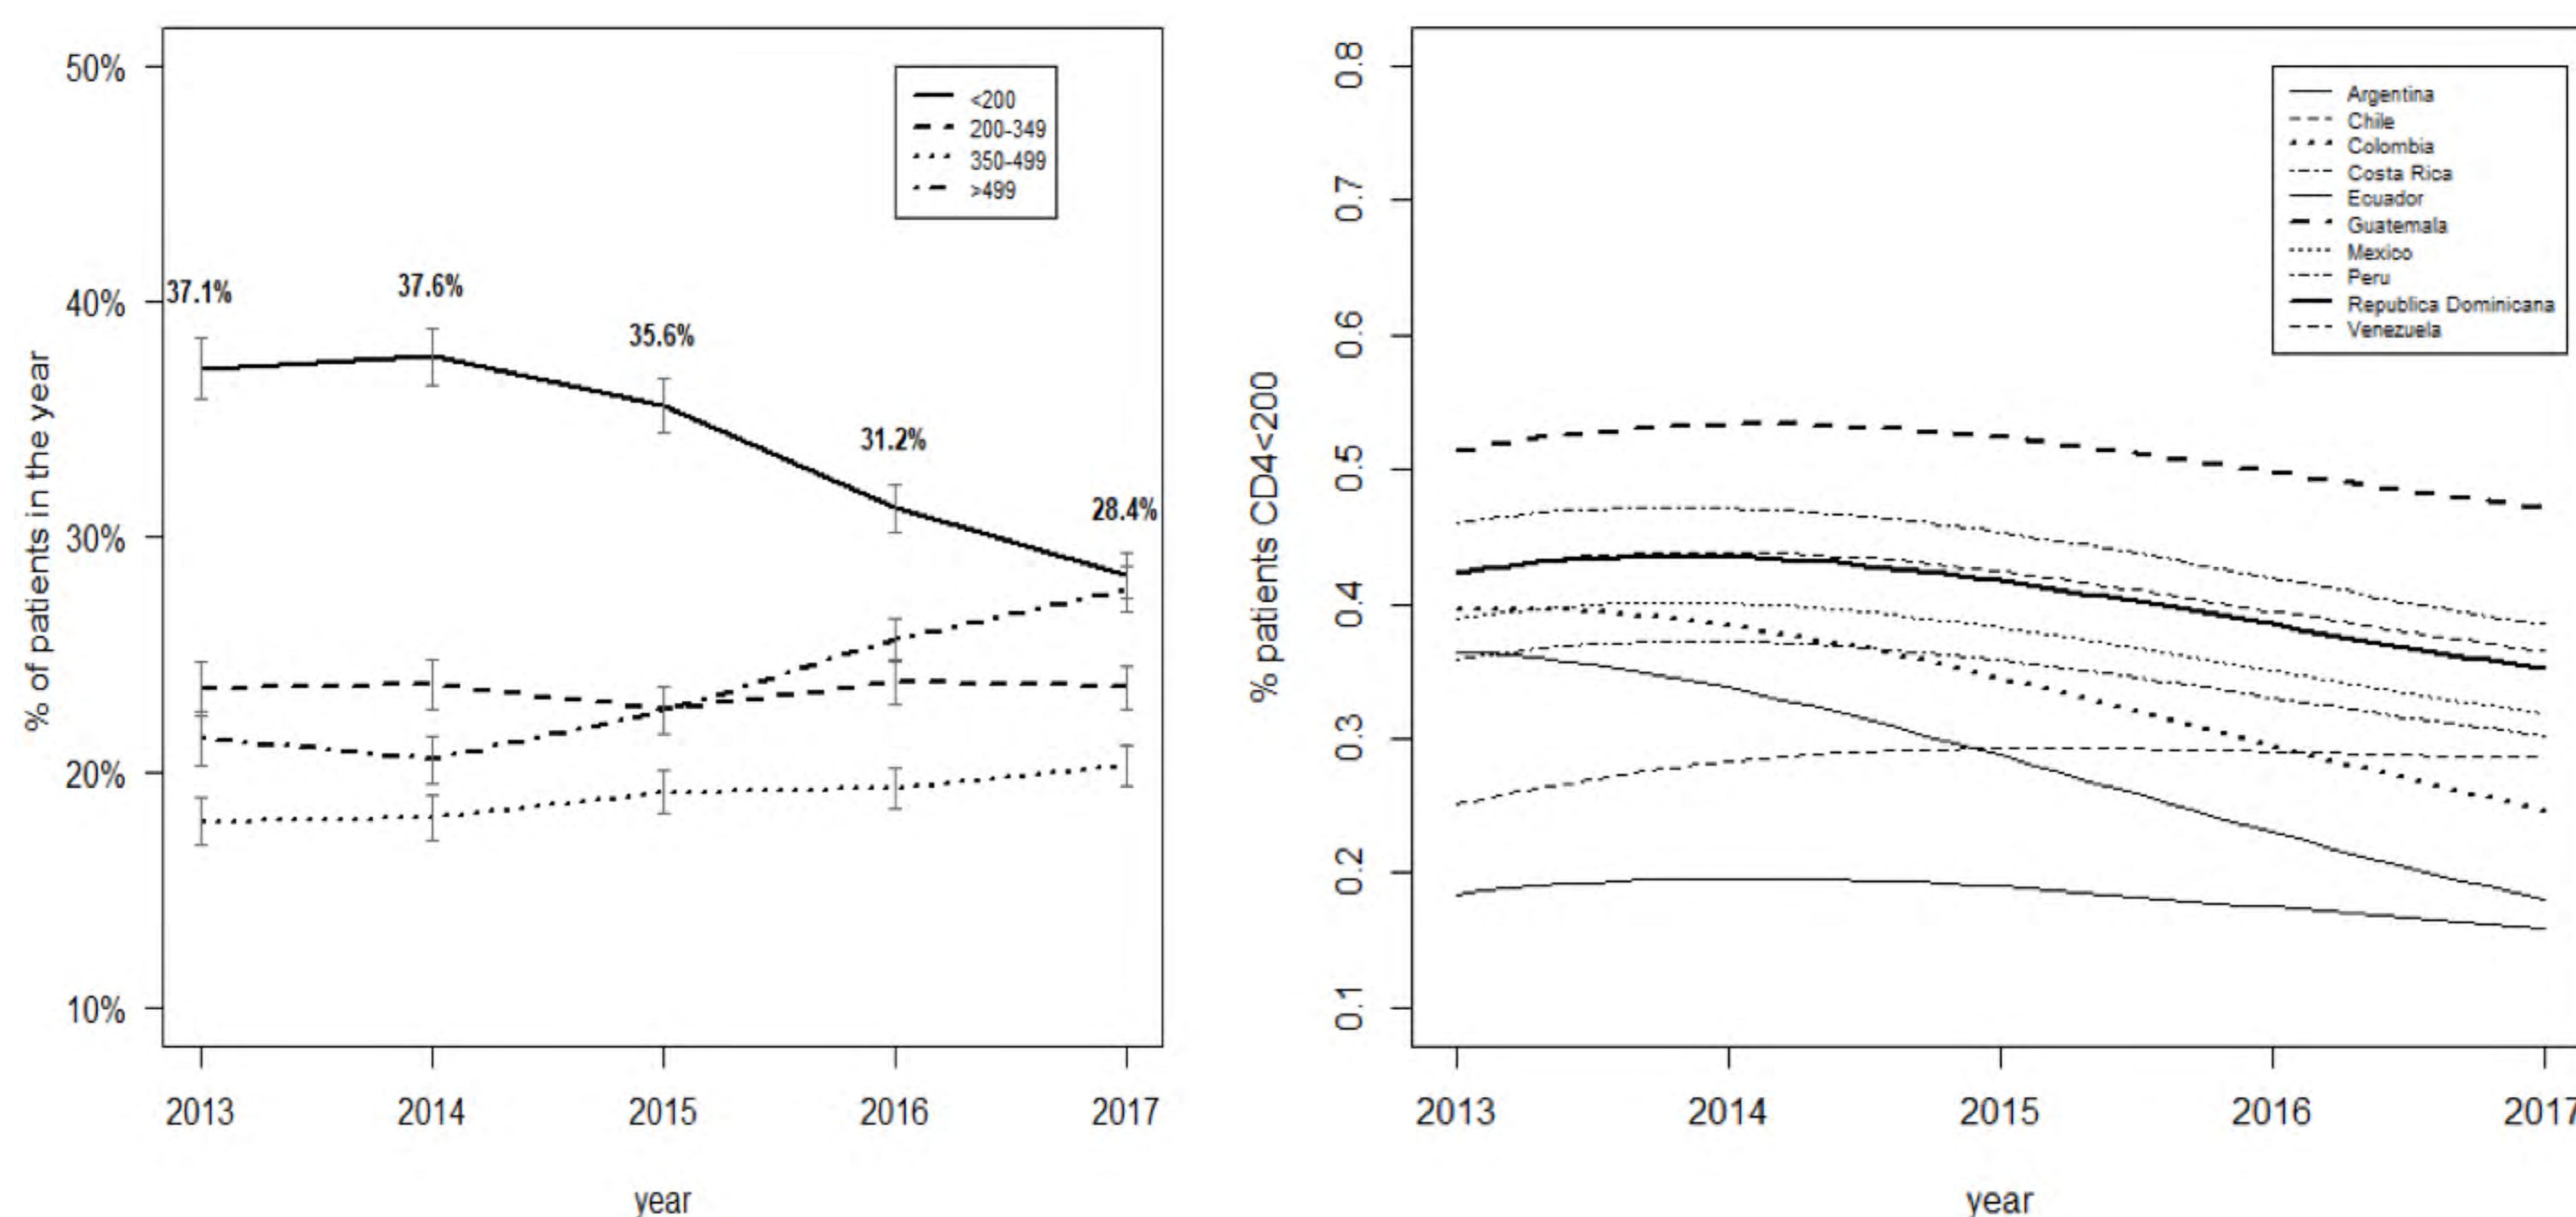 % of patients in the year
50%
40%
30%
20%
10%
<200
200-349
350-499
>499
37.1%
37.6%
35.6%
31.2%
28.4%
2013
2014
2015
2016
2017
year
% patients CD4<200
0.8
0.7
0.6
0.5
0.4
0.3
0.2
0.1
Argentina
Chile
Colombia
Costa Rica
Ecuador
Guatemala
Mexico
Peru
Republica Dominicana
Venezuela
2013
2014
2015
2016
2017
year